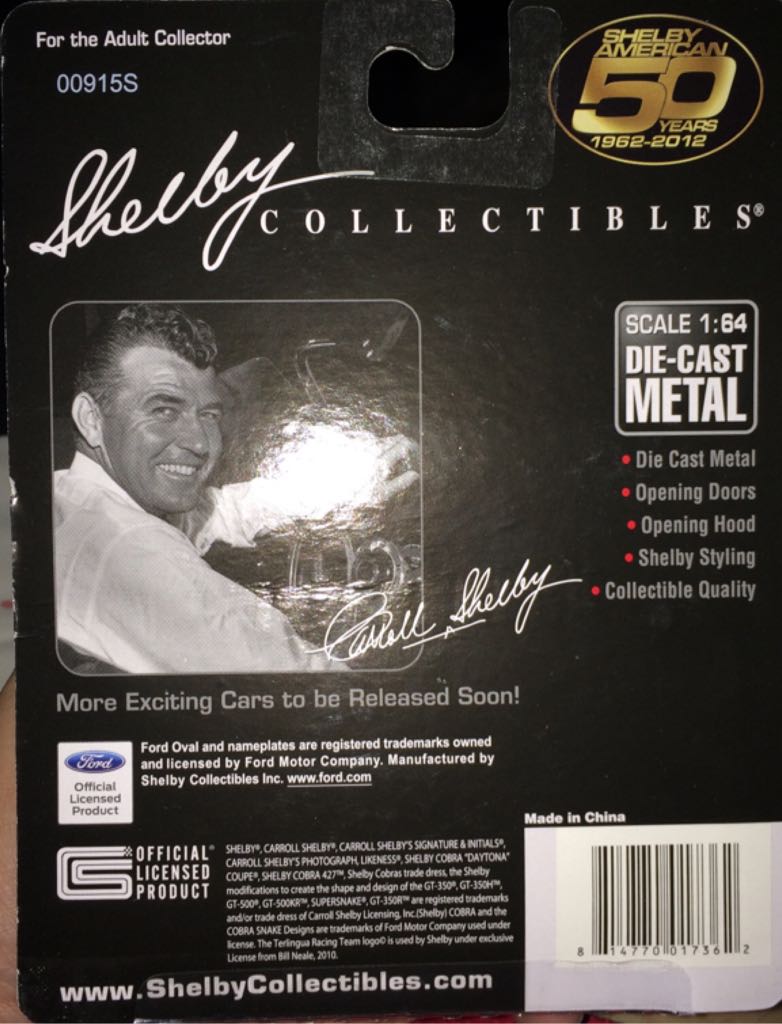 For the Adult Collector
00915S
SHELBY
AMERICAN
50
YEARS
1962-2012
Shelby
COLLECTIBLES®
SCALE 1:64
DIE-CAST
METAL
• Die Cast Metal
• Opening Doors
• Opening Hood
• Shelby Styling
• Collectible Quality
Carroll Shelby
More Exciting Cars to be Released Soon!
Ford
Official
Licensed
Product
Ford Oval and nameplates are registered trademarks owned
and licensed by Ford Motor Company. Manufactured by
Shelby Collectibles Inc. www.ford.com
Made in China
CS
OFFICIAL®
LICENSED
PRODUCT
SHELBY®, CARROLL SHELBY®, CARROLL SHELBY'S SIGNATURE & INITIALS®,
CARROLL SHELBY'S PHOTOGRAPH, LIKENESS®, SHELBY COBRA "DAYTONA"
COUPE®, SHELBY COBRA 427™, Shelby Cobras trade dress, the Shelby
modifications to create the shape and design of the GT-350®, GT-350H™,
GT-500®, GT-500KR™, SUPERSNAKE®, GT-350R™ are registered trademarks
and/or trade dress of Carroll Shelby Licensing, Inc.(Shelby) COBRA and the
COBRA SNAKE Designs are trademarks of Ford Motor Company used under
license. The Terlingua Racing Team logo© is used by Shelby under exclusive
License from Bill Neale, 2010.
8 14770 01736 2
www.ShelbyCollectibles.com